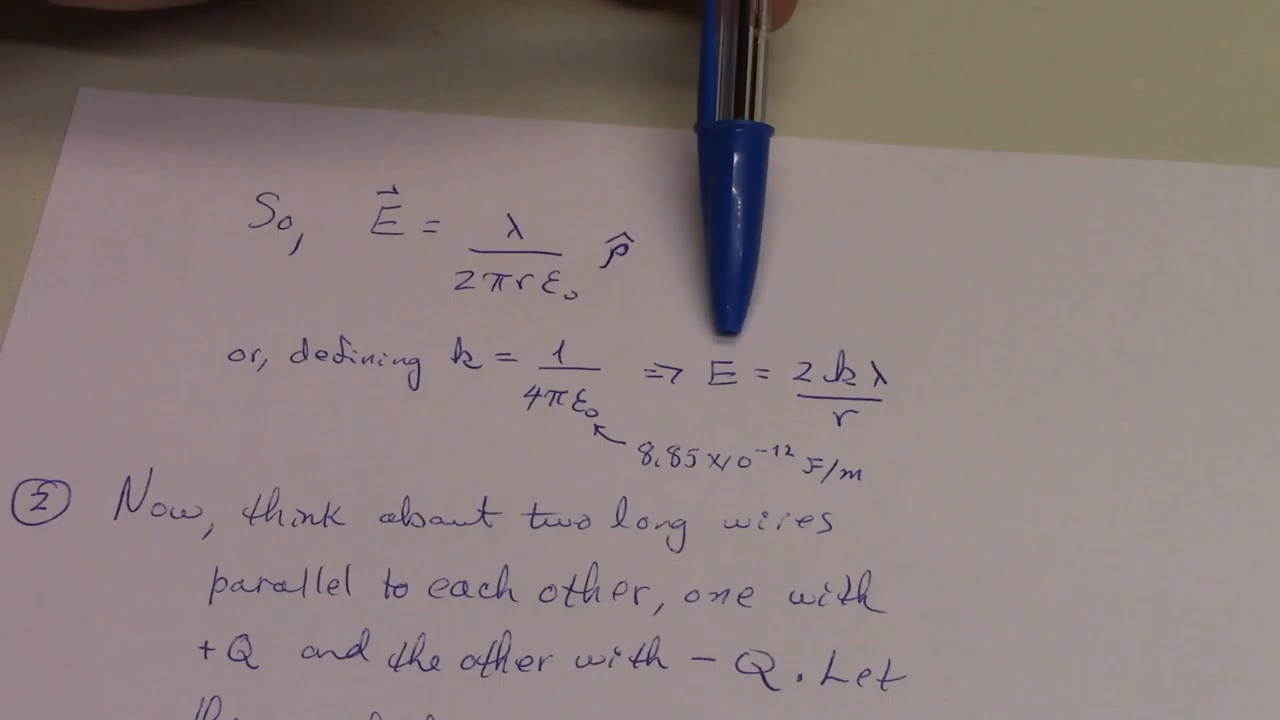 So, E⃗ = λ / 2πrε₀ ρ̂
or, defining k = 1 / 4πε₀ => E = 2kλ / r
8.85×10⁻¹² F/m
② Now, think about two long wires
parallel to each other, one with
+Q and the other with -Q. Let